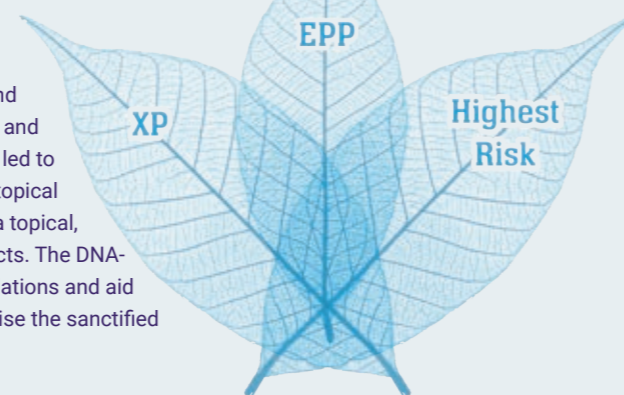 EPP
XP
Highest
Risk
nd
and
led to
topical
a topical,
cts. The DNA-
ations and aid
ise the sanctified